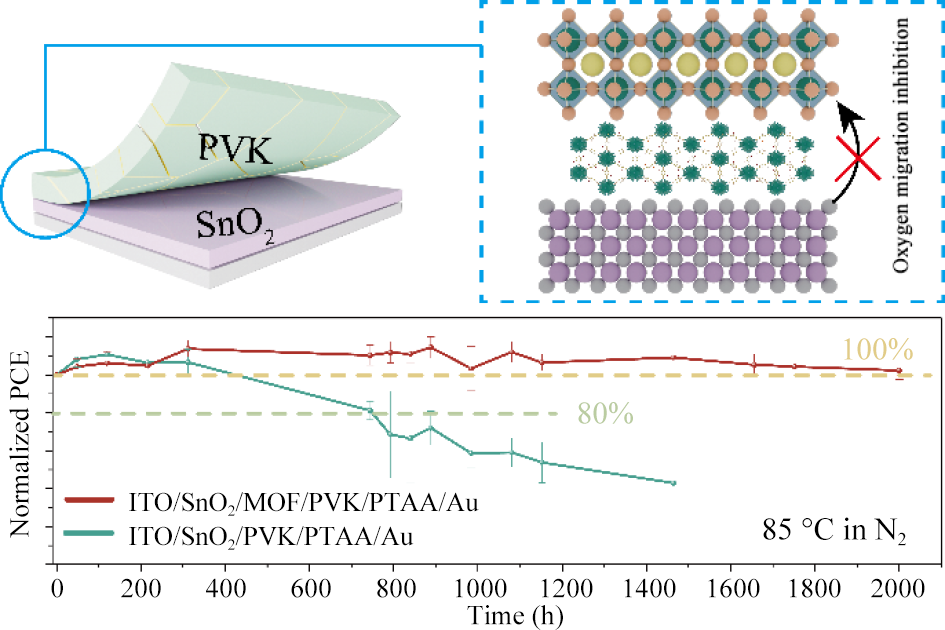 PVK
SnO₂
Oxygen migration inhibition
Normalized PCE
100%
80%
ITO/SnO₂/MOF/PVK/PTAA/Au
ITO/SnO₂/PVK/PTAA/Au
85 °C in N₂
0 200 400 600 800 1000 1200 1400 1600 1800 2000
Time (h)